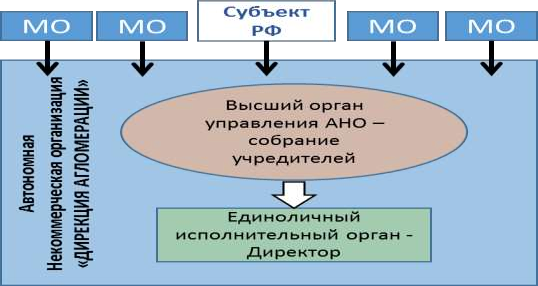 МО
МО
Субъект
РФ
МО
МО
Автономная
Некоммерческая организация
«ДИРЕКЦИЯ АГЛОМЕРАЦИИ»
Высший орган
управления АНО –
собрание
учредителей
Единоличный
исполнительный орган -
Директор